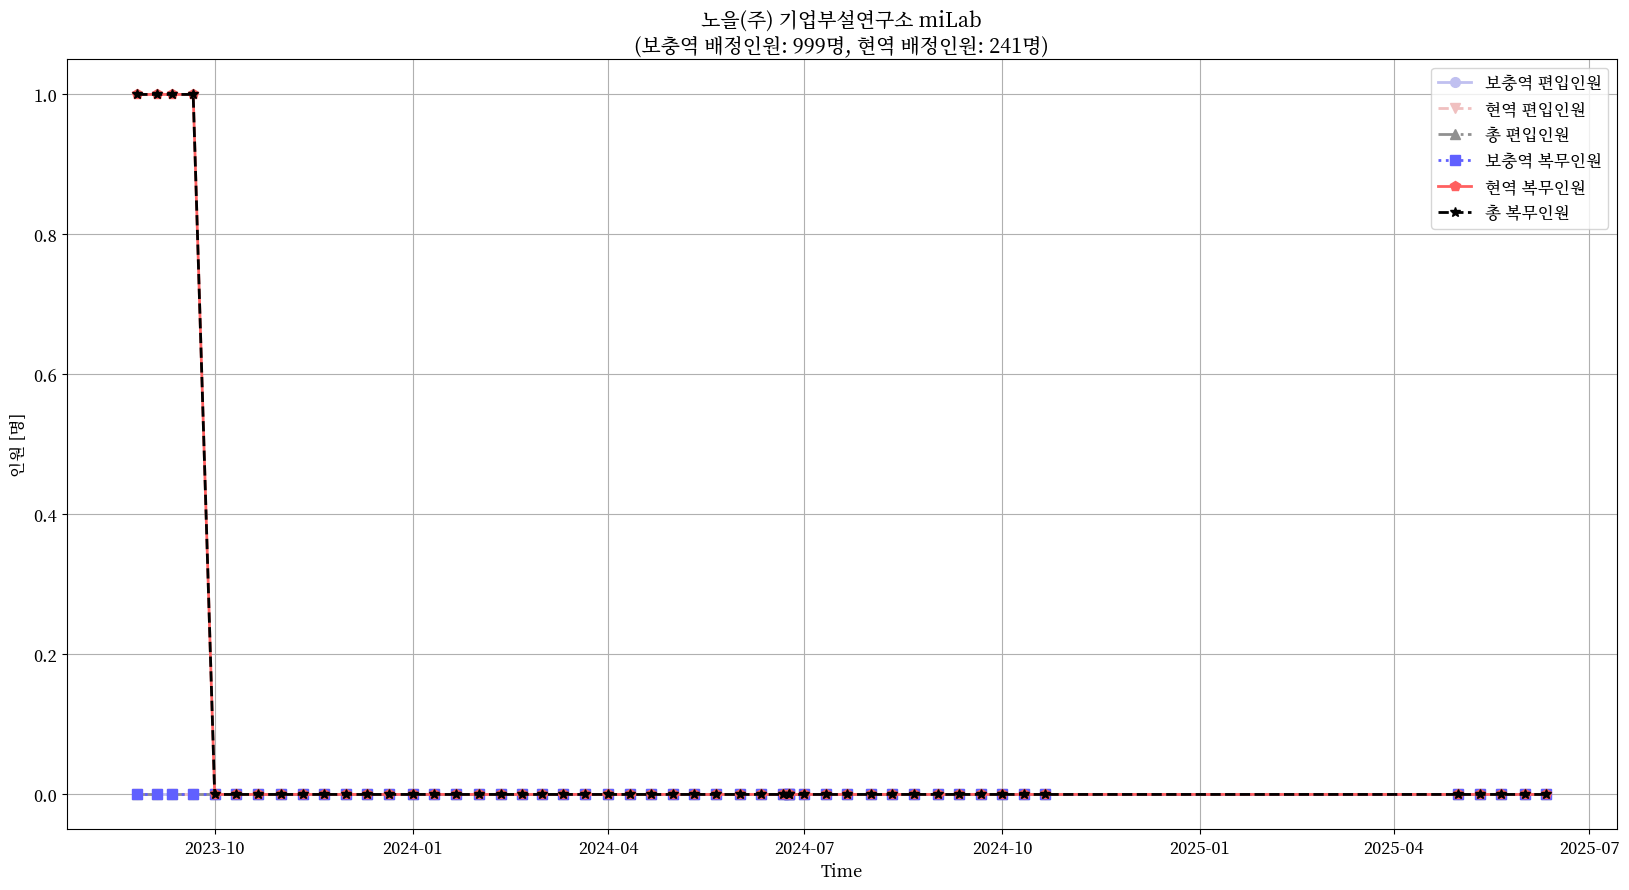 노을(주) 기업부설연구소 miLab
(보충역 배정인원: 999명, 현역 배정인원: 241명)
보충역 편입인원
현역 편입인원
총 편입인원
보충역 복무인원
현역 복무인원
총 복무인원
인원 [명]
1.0
0.8
0.6
0.4
0.2
0.0
2023-10
2024-01
2024-04
2024-07
2024-10
2025-01
2025-04
2025-07
Time